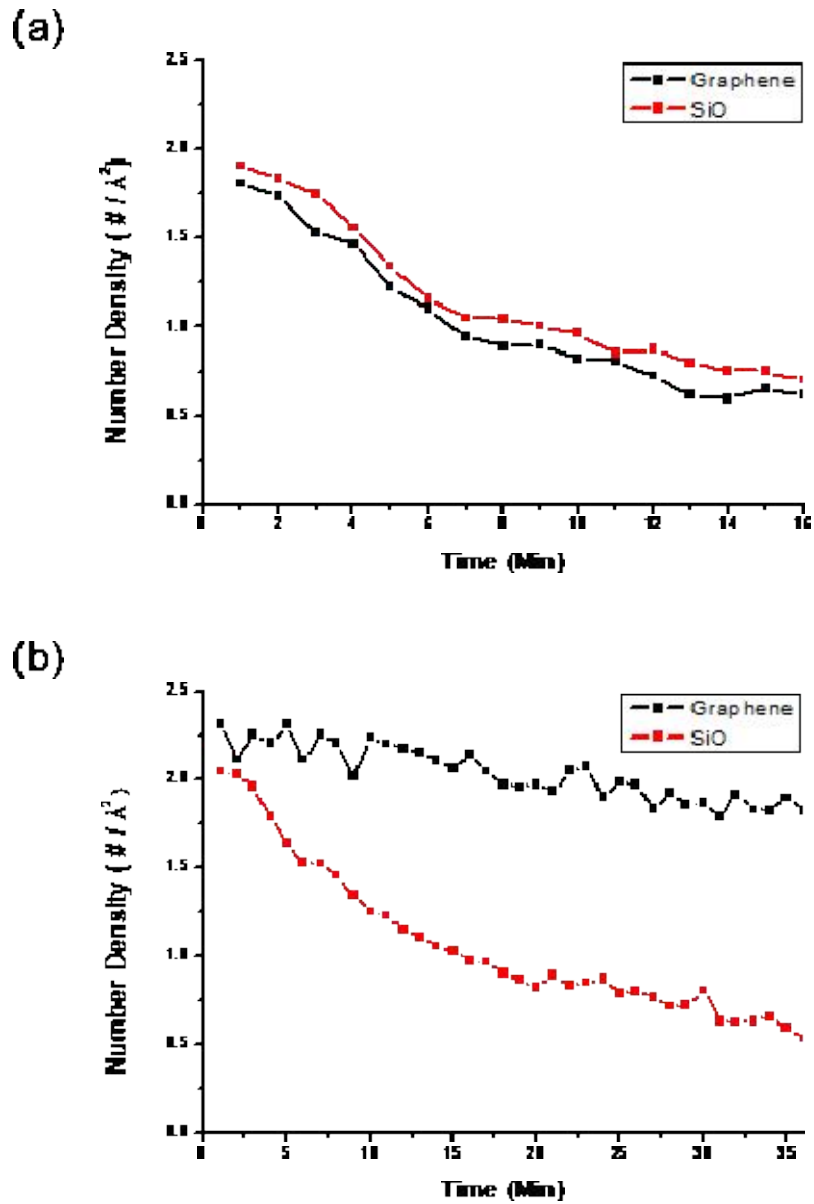 (a)
Number Density ( # / Å²)
2.5
2.0
1.5
1.0
0.5
0.0
Graphene
SiO
0 2 4 6 8 10 12 14 16
Time (Min)
(b)
Number Density ( # / Å²)
2.5
2.0
1.5
1.0
0.5
0.0
Graphene
SiO
0 5 10 15 20 25 30 35
Time (Min)